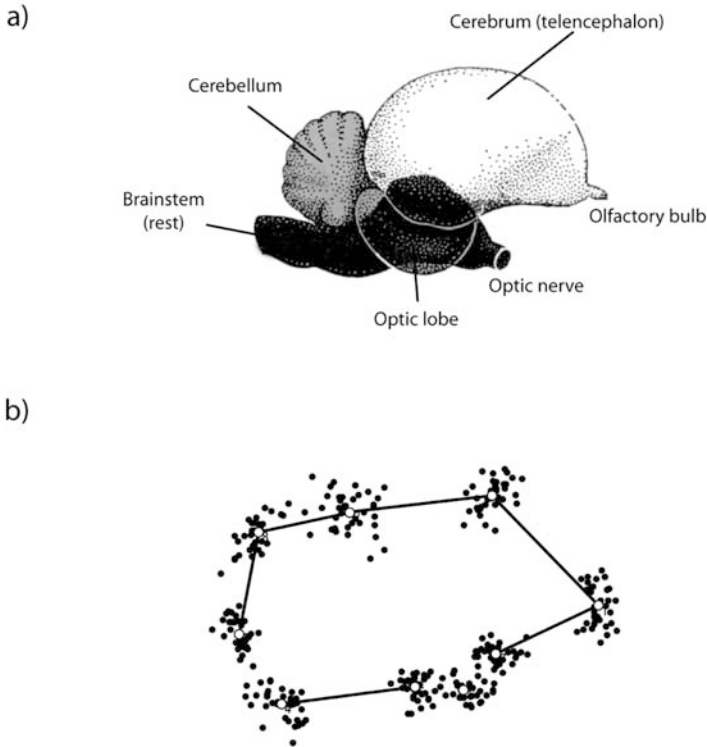 a)
Cerebrum (telencephalon)
Cerebellum
Brainstem
(rest)
Olfactory bulb
Optic nerve
Optic lobe
b)